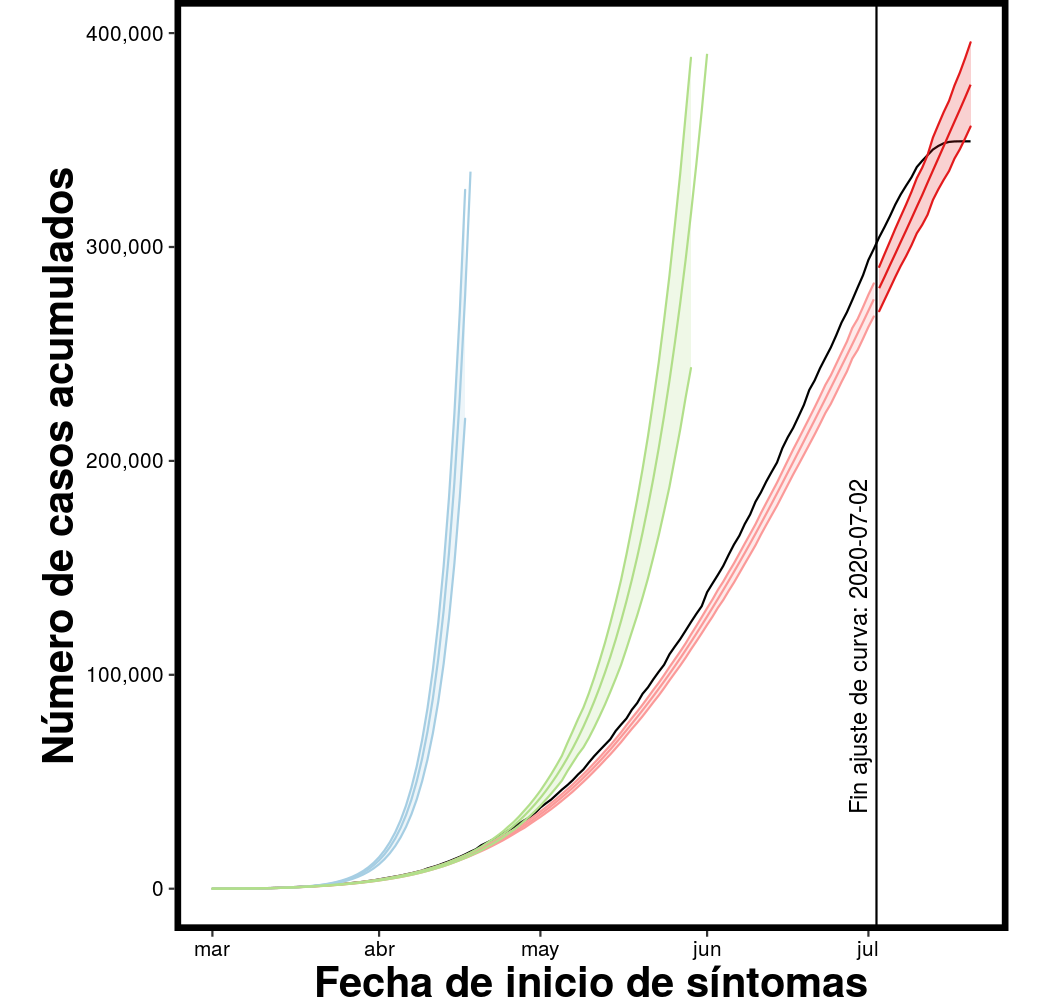 400,000
300,000
200,000
100,000
0
Número de casos acumulados
Fin ajuste de curva: 2020-07-02
mar abr may jun jul
Fecha de inicio de síntomas